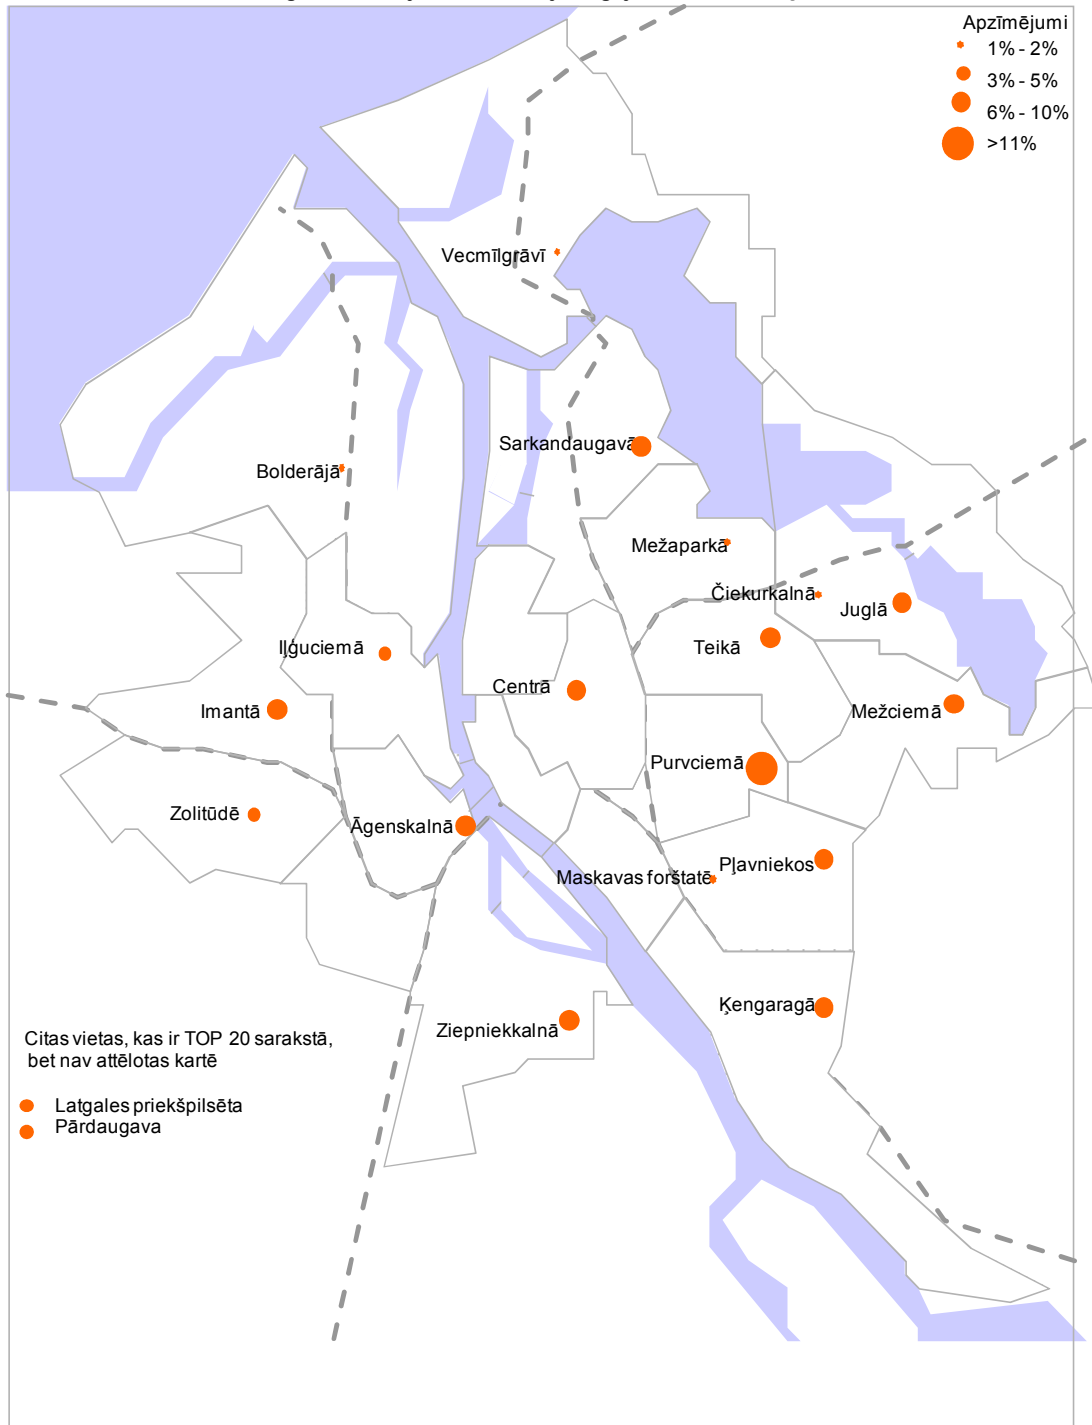 Apzīmējumi
1% - 2%
3% - 5%
6% - 10%
>11%
Vecmīlgrāvī
Sarkandaugavā
Bolderājā
Mežaparkā
Čiekurkalnā
Juglā
Teikā
Iļģuciemā
Centrā
Imantā
Mežciemā
Purvciemā
Zolitūdē
Āgenskalnā
Pļavniekos
Maskavas forštatē
Ķengaragā
Ziepniekkalnā
Citas vietas, kas ir TOP 20 sarakstā,
bet nav attēlotas kartē
Latgales priekšpilsēta
Pārdaugava